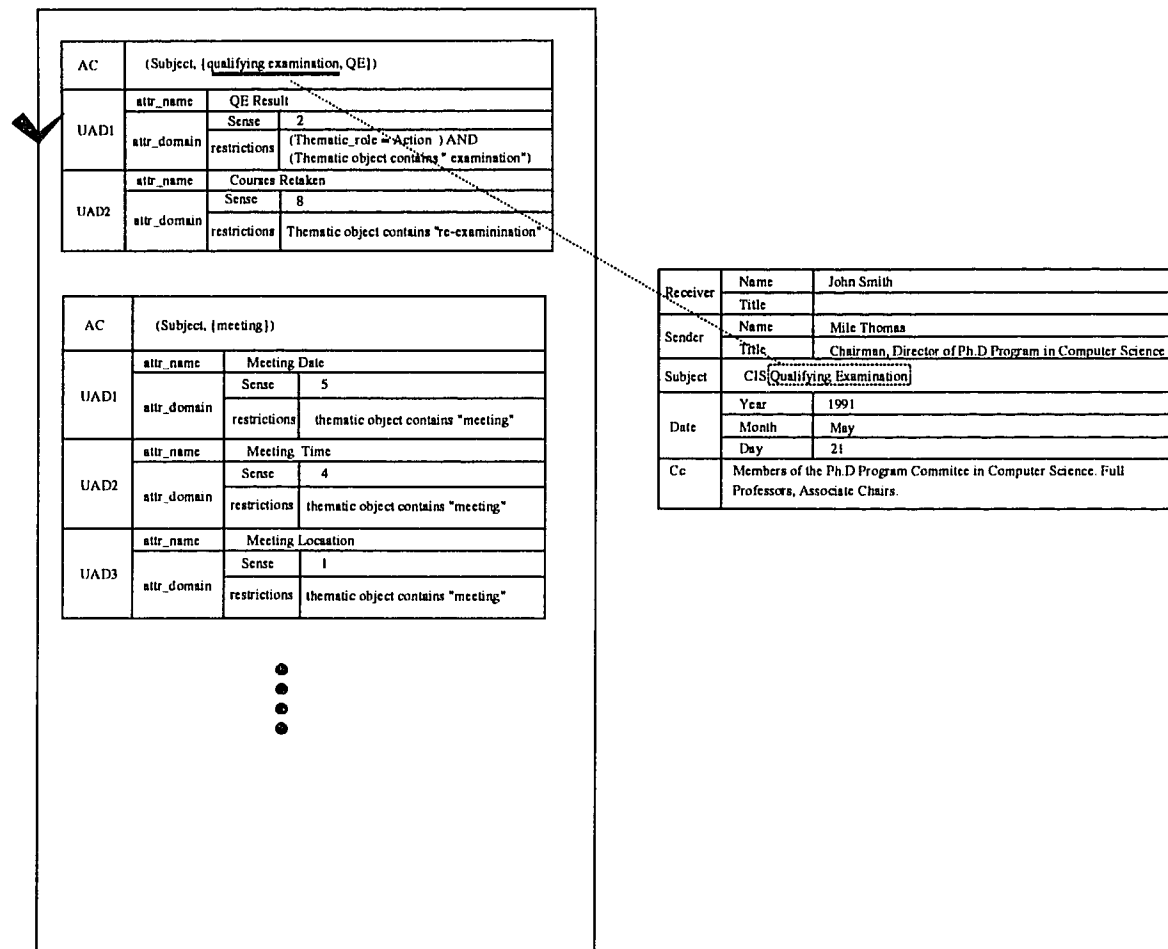 AC (Subject, {qualifying examination, QE})
UAD1 attr_name QE Result
attr_domain Sense 2
restrictions (Thematic_role = Action ) AND
(Thematic object contains " examination")
UAD2 attr_name Courses Retaken
attr_domain Sense 8
restrictions Thematic object contains "re-examinination"
AC (Subject, {meeting})
UAD1 attr_name Meeting Date
attr_domain Sense 5
restrictions thematic object contains "meeting"
UAD2 attr_name Meeting Time
attr_domain Sense 4
restrictions thematic object contains "meeting"
UAD3 attr_name Meeting Locaation
attr_domain Sense 1
restrictions thematic object contains "meeting"
Receiver Name John Smith
Title
Sender Name Mile Thomas
Title Chairman, Director of Ph.D Program in Computer Science
Subject CIS Qualifying Examination
Date Year 1991
Month May
Day 21
Cc Members of the Ph.D Program Commitee in Computer Science. Full
Professors, Associate Chairs.